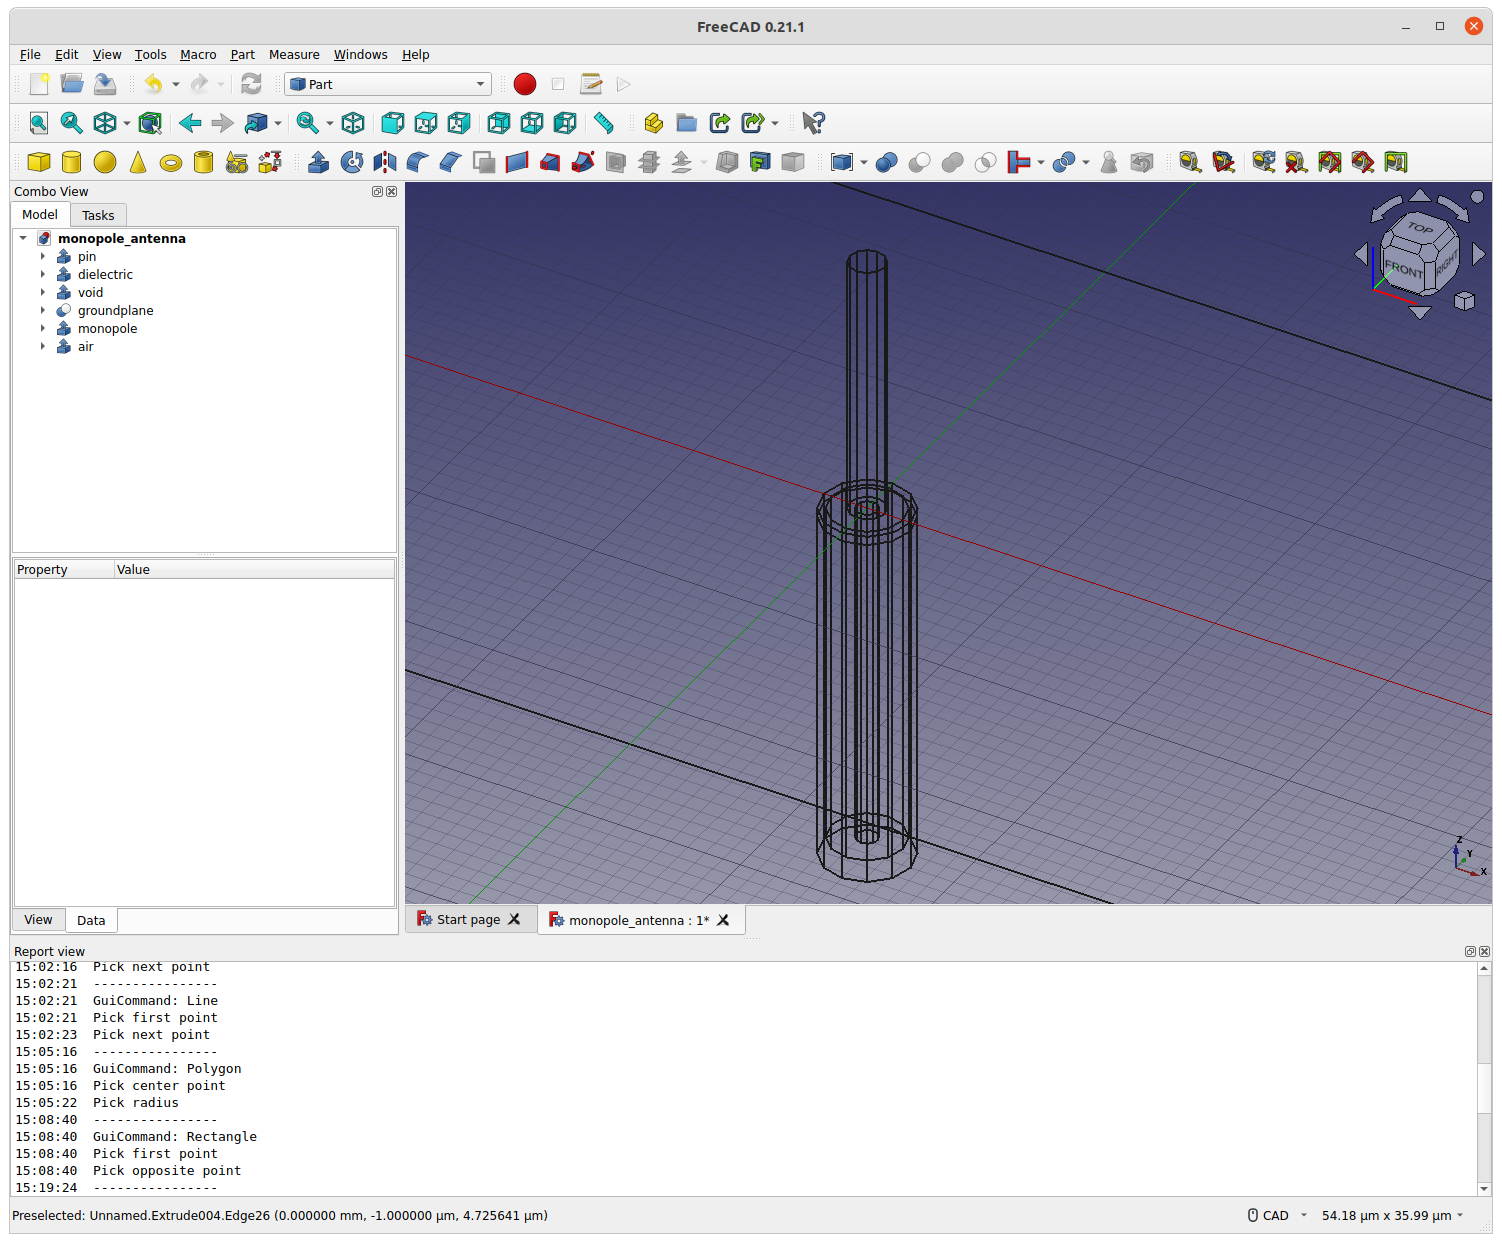 FreeCAD 0.21.1
File Edit View Tools Macro Part Measure Windows Help
Part
Combo View
Model Tasks
monopole_antenna
pin
dielectric
void
groundplane
monopole
air
Property Value
View Data
TOP
FRONT RIGHT
Z
Y
X
Start page monopole_antenna : 1*
Report view
15:02:16 Pick next point
15:02:21 ----------------
15:02:21 GuiCommand: Line
15:02:21 Pick first point
15:02:23 Pick next point
15:05:16 ----------------
15:05:16 GuiCommand: Polygon
15:05:16 Pick center point
15:05:22 Pick radius
15:08:40 ----------------
15:08:40 GuiCommand: Rectangle
15:08:40 Pick first point
15:08:40 Pick opposite point
15:19:24 ----------------
Preselected: Unnamed.Extrude004.Edge26 (0.000000 mm, -1.000000 µm, 4.725641 µm) CAD 54.18 µm x 35.99 µm